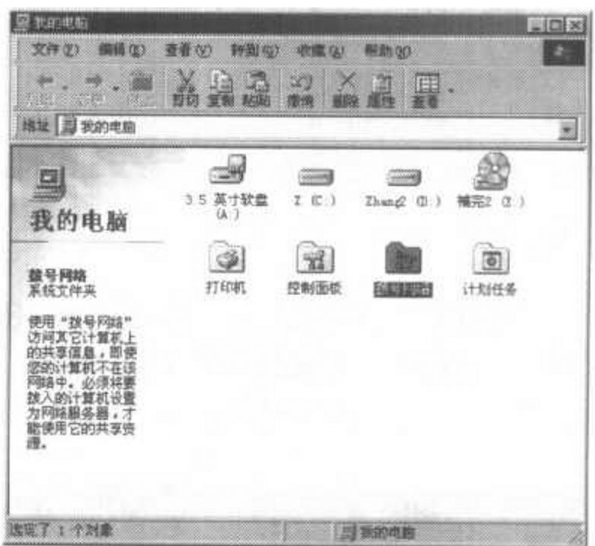 我的电脑
文件(F) 编辑(E) 查看(V) 转到(G) 收藏(A) 帮助(H)
剪切 复制 粘贴 撤消 删除 属性 查看
地址 我的电脑
我的电脑
3.5 英寸软盘 (A:)
Z (C:)
Zhang2 (D:)
補完2 (E:)
打印机
控制面板
拨号网络
计划任务
拨号网络
系统文件夹
使用“拨号网络”
访问其它计算机上
的共享信息，即使
您的计算机不在该
网络中。必须将要
拨入的计算机设置
为网络服务器，才
能使用它的共享资
源。
选定了 1 个对象
我的电脑